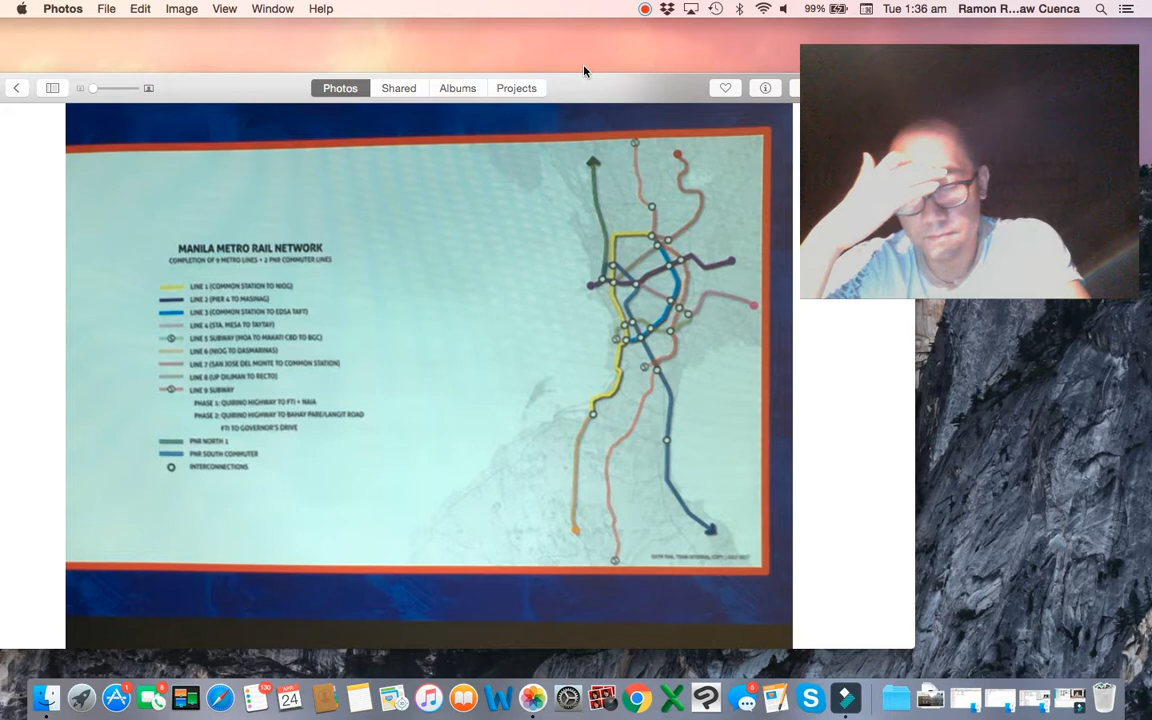 Photos File Edit Image View Window Help
99% Tue 1:36 am Ramon R...aw Cuenca
Photos Shared Albums Projects
MANILA METRO RAIL NETWORK
COMPLETION OF 9 METRO LINES + 2 PNR COMMUTER LINES
LINE 1 (COMMON STATION TO NIOG)
LINE 2 (PIER 4 TO MASINAG)
LINE 3 (COMMON STATION TO EDSA TAFT)
LINE 4 (STA. MESA TO TAYTAY)
LINE 5 SUBWAY (MOA TO MAKATI CBD TO BGC)
LINE 6 (NIOG TO DASMARINAS)
LINE 7 (SAN JOSE DEL MONTE TO COMMON STATION)
LINE 8 (UP DILIMAN TO RECTO)
LINE 9 SUBWAY
PHASE 1: QUIRINO HIGHWAY TO FTI + NAIA
PHASE 2: QUIRINO HIGHWAY TO BAHAY PARE/LANGIT ROAD
FTI TO GOVERNOR'S DRIVE
PNR NORTH 1
PNR SOUTH COMMUTER
INTERCONNECTIONS
1
8
130
APR
24
5